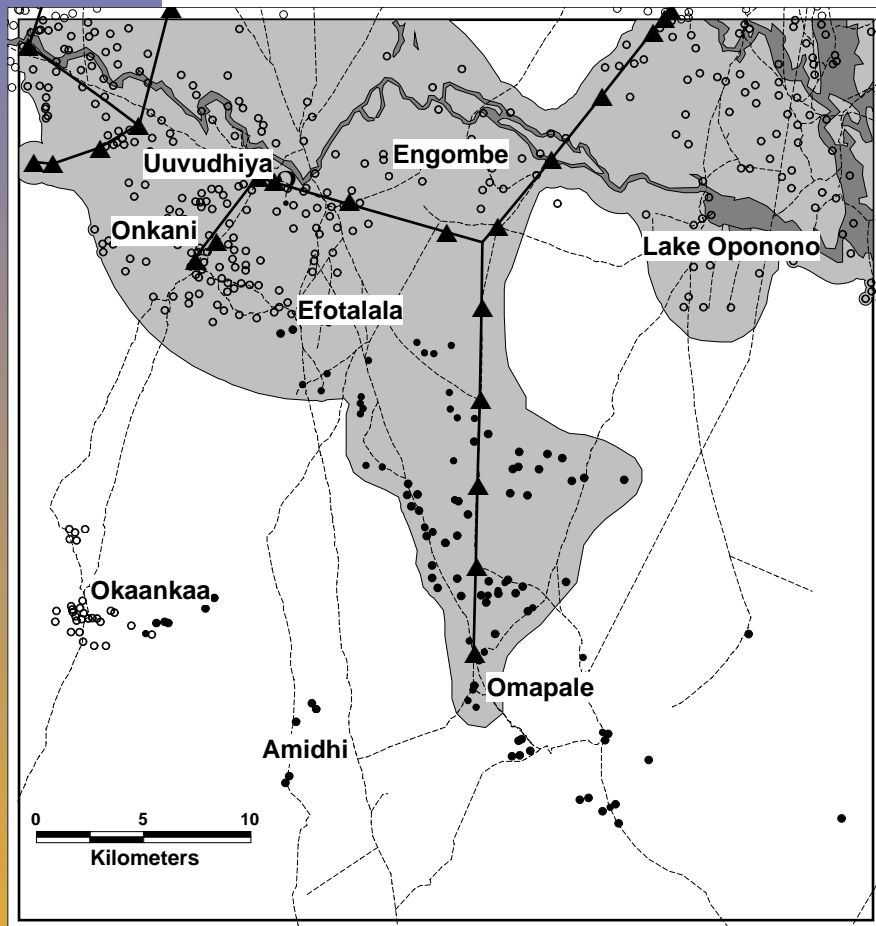 Engombe
Uuvudhiya
Onkani
Lake Oponono
Efotalala
Okaankaa
Omapale
Amidhi
0 5 10
Kilometers